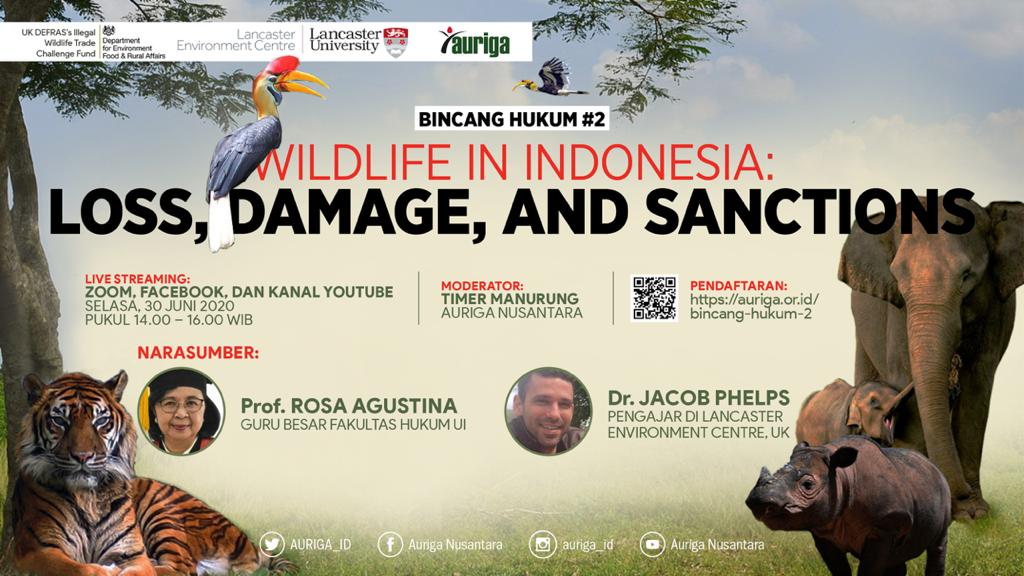 UK DEFRAS's Illegal
Wildlife Trade
Challenge Fund
Department
for Environment
Food & Rural Affairs
Lancaster
Environment Centre
Lancaster
University
auriga
BINCANG HUKUM #2
WILDLIFE IN INDONESIA:
LOSS, DAMAGE, AND SANCTIONS
LIVE STREAMING:
ZOOM, FACEBOOK, DAN KANAL YOUTUBE
SELASA, 30 JUNI 2020
PUKUL 14.00 – 16.00 WIB
MODERATOR:
TIMER MANURUNG
AURIGA NUSANTARA
PENDAFTARAN:
https://auriga.or.id/
bincang-hukum-2
NARASUMBER:
Prof. ROSA AGUSTINA
GURU BESAR FAKULTAS HUKUM UI
Dr. JACOB PHELPS
PENGAJAR DI LANCASTER
ENVIRONMENT CENTRE, UK
AURIGA_ID
Auriga Nusantara
auriga_id
Auriga Nusantara